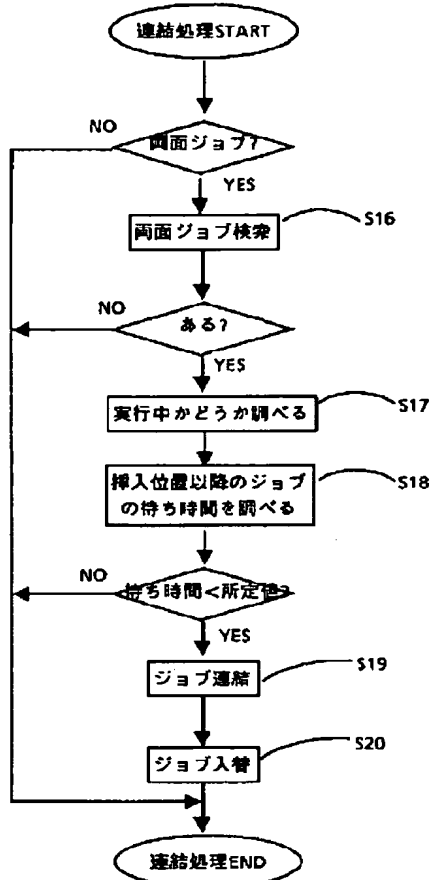 連結処理START
両面ジョブ?
NO
YES
両面ジョブ検索
S16
ある?
NO
YES
実行中かどうか調べる
S17
挿入位置以降のジョブ
の待ち時間を調べる
S18
待ち時間<所定値?
NO
YES
ジョブ連結
S19
ジョブ入替
S20
連結処理END